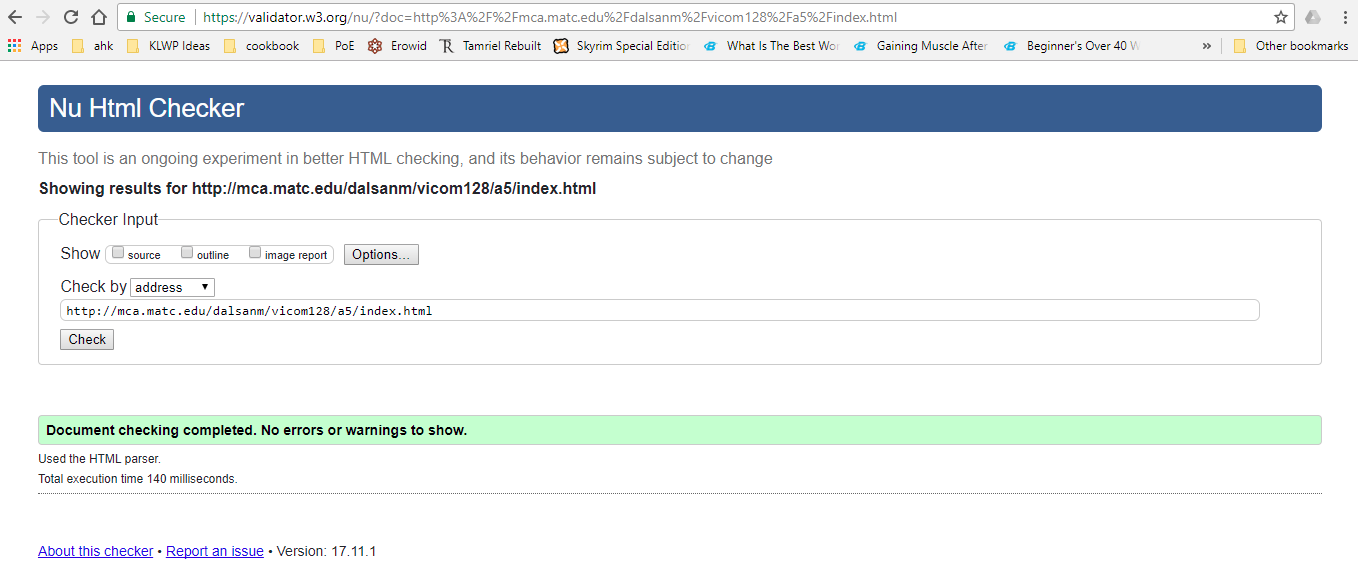 Secure https://validator.w3.org/nu/?doc=http%3A%2F%2Fmca.matc.edu%2Fdalsanm%2Fvicom128%2Fa5%2Findex.html
Apps ahk KLWP Ideas cookbook PoE Erowid Tamriel Rebuilt Skyrim Special Edition What Is The Best Wor Gaining Muscle After Beginner's Over 40 W » Other bookmarks
Nu Html Checker
This tool is an ongoing experiment in better HTML checking, and its behavior remains subject to change
Showing results for http://mca.matc.edu/dalsanm/vicom128/a5/index.html
Checker Input
Show source outline image report Options...
Check by address
http://mca.matc.edu/dalsanm/vicom128/a5/index.html
Check
Document checking completed. No errors or warnings to show.
Used the HTML parser.
Total execution time 140 milliseconds.
About this checker • Report an issue • Version: 17.11.1